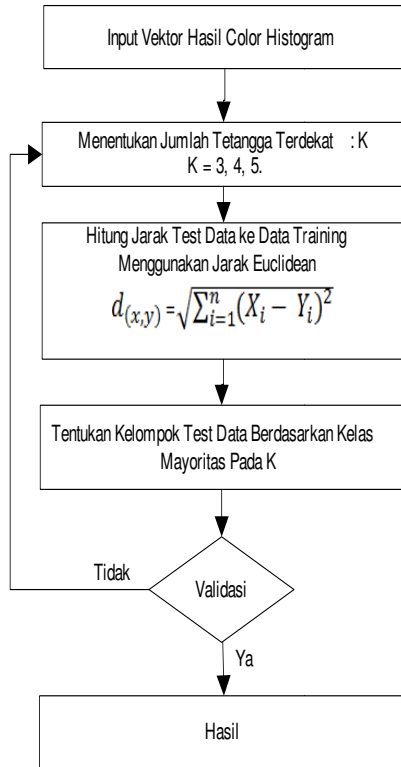 Input Vektor Hasil Color Histogram
Menentukan Jumlah Tetangga Terdekat : K
K = 3, 4, 5.
Hitung Jarak Test Data ke Data Training
Menggunakan Jarak Euclidean
d(x,y) = √∑ⁿᵢ₌₁(Xᵢ − Yᵢ)²
Tentukan Kelompok Test Data Berdasarkan Kelas
Mayoritas Pada K
Tidak
Validasi
Ya
Hasil